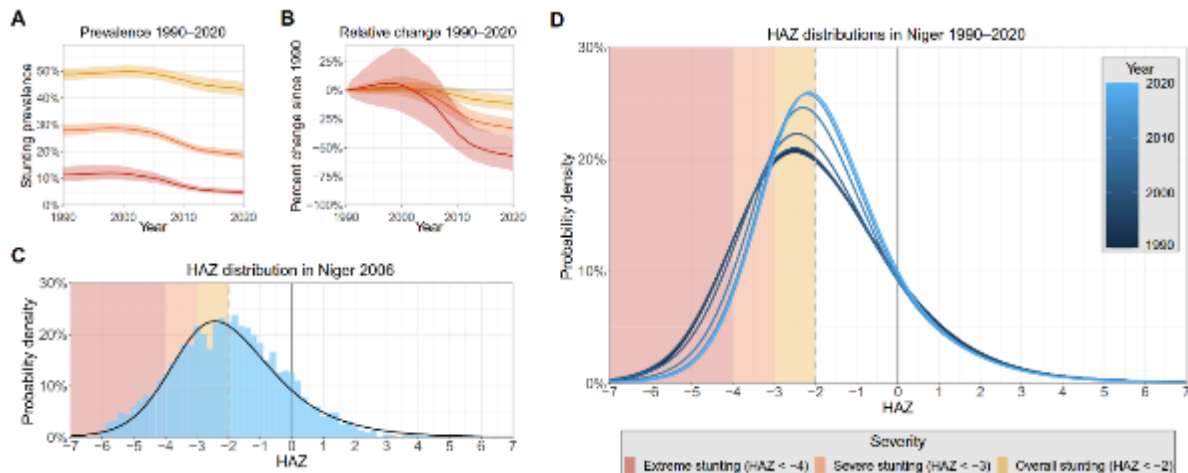 A
Prevalence 1990–2020
Stunting prevalence
50%
40%
30%
20%
10%
0%
1990
2000
2010
2020
Year
B
Relative change 1990–2020
Percent change since 1990
25%
0%
−25%
−50%
−75%
−100%
1990
2000
2010
2020
Year
C
HAZ distribution in Niger 2006
Probability density
30%
20%
10%
0%
−7 −6 −5 −4 −3 −2 −1 0 1 2 3 4 5 6 7
HAZ
D
HAZ distributions in Niger 1990–2020
Probability density
30%
20%
10%
0%
−7 −6 −5 −4 −3 −2 −1 0 1 2 3 4 5 6 7
HAZ
Year
2020
2010
2000
1990
Severity
Extreme stunting (HAZ < −4) Severe stunting (HAZ < −3) Overall stunting (HAZ < −2)